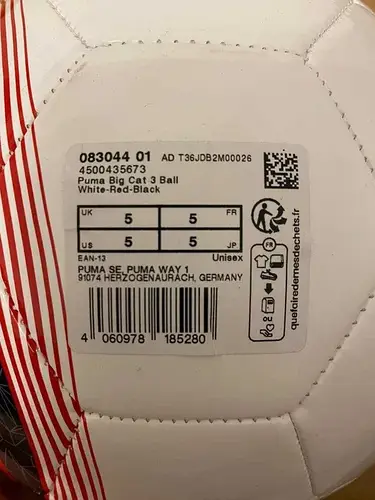 083044 01 AD T36JDB2M00026
4500435673
Puma Big Cat 3 Ball
White-Red-Black
UK 5 5 FR
US 5 5 JP
EAN-13 Unisex
PUMA SE, PUMA WAY 1
91074 HERZOGENAURACH, GERMANY
4 060978 185280
FR
quefairedemesdechets.fr